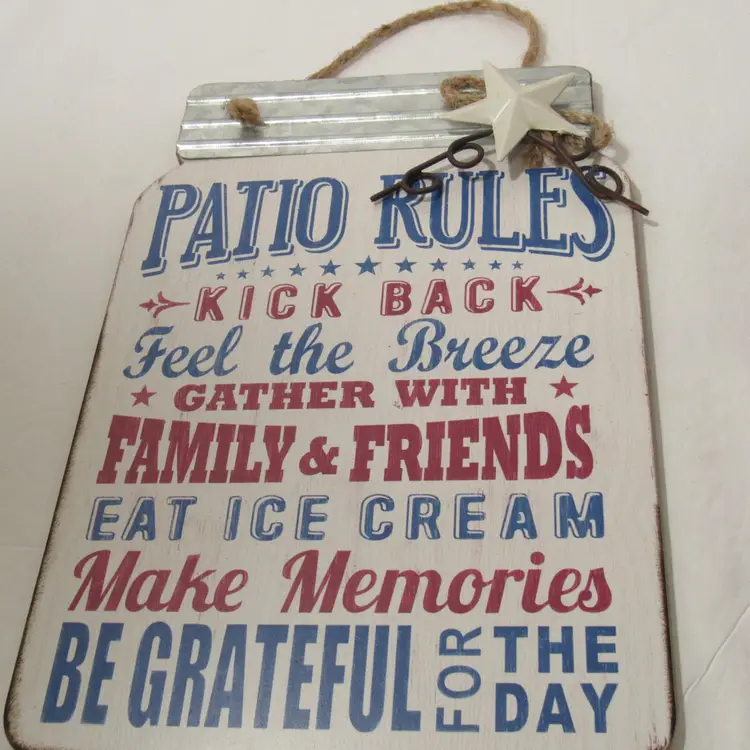 PATIO RULES
KICK BACK
Feel the Breeze
GATHER WITH
FAMILY & FRIENDS
EAT ICE CREAM
Make Memories
BE GRATEFUL FOR THE DAY